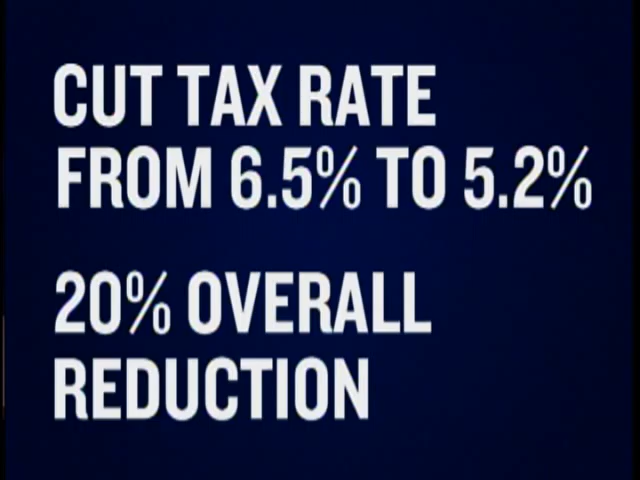 CUT TAX RATE
FROM 6.5% TO 5.2%
20% OVERALL
REDUCTION